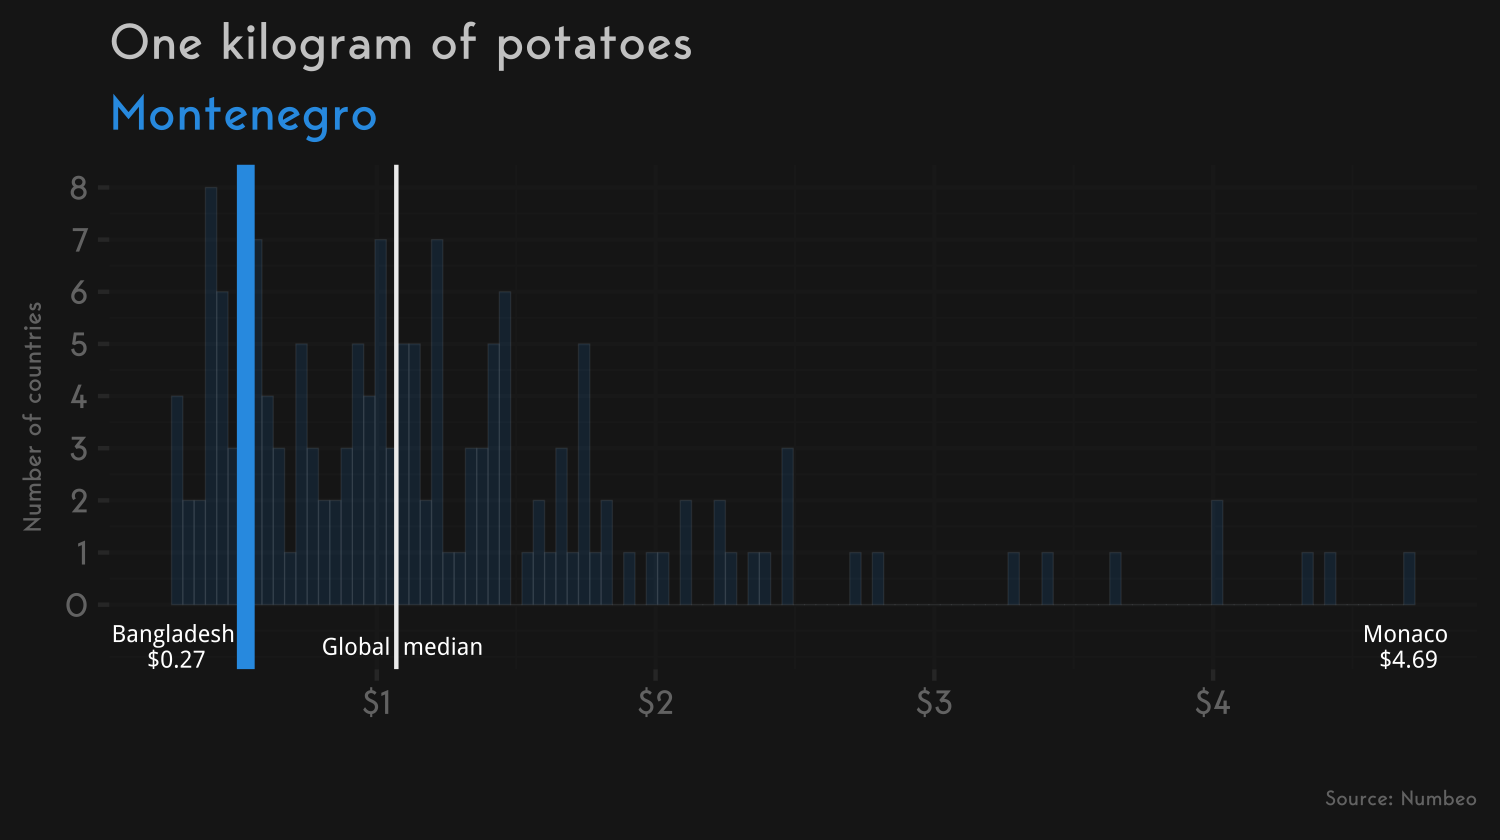 One kilogram of potatoes
Montenegro
Number of countries
8
7
6
5
4
3
2
1
0
Bangladesh
$0.27
Global median
Monaco
$4.69
$1
$2
$3
$4
Source: Numbeo